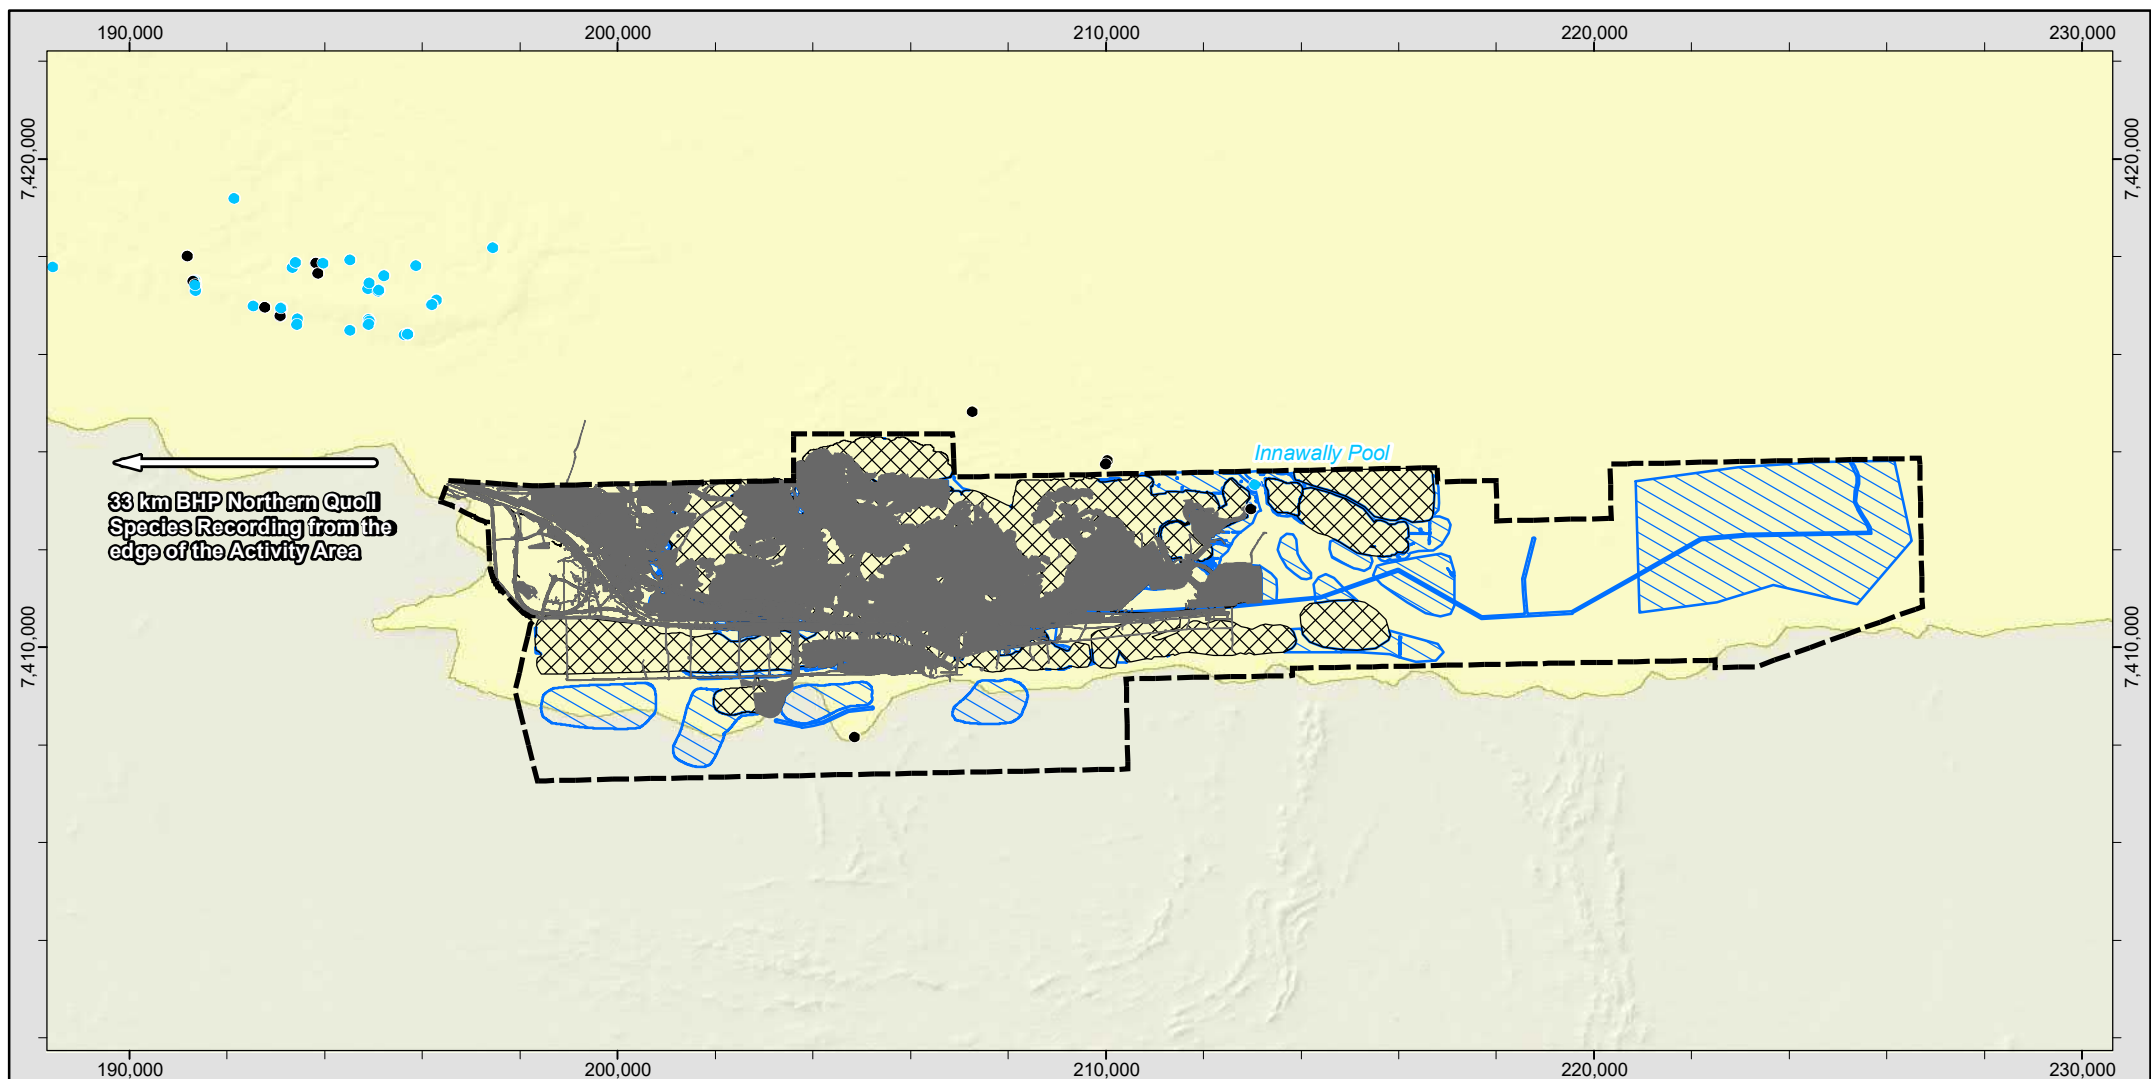 190,000 200,000 210,000 220,000 230,000
7,420,000 7,420,000
Innawally Pool
33 km BHP Northern Quoll
Species Recording from the
edge of the Activity Area
7,410,000 7,410,000
190,000 200,000 210,000 220,000 230,000